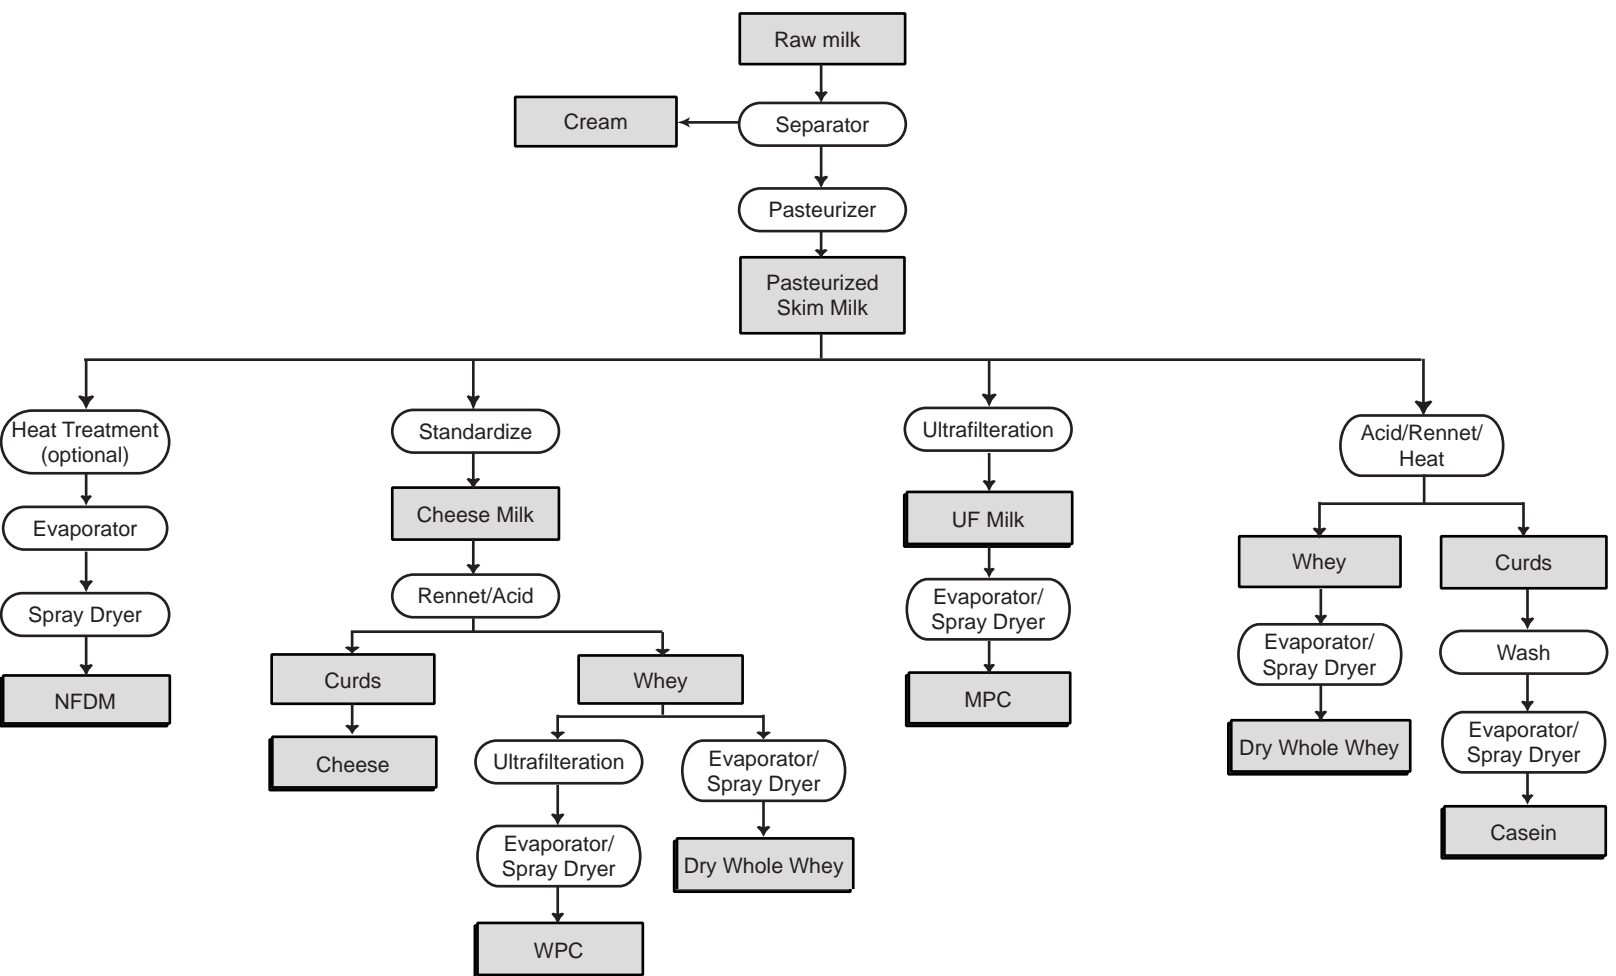 Raw milk
Cream
Separator
Pasteurizer
Pasteurized
Skim Milk
Heat Treatment
(optional)
Evaporator
Spray Dryer
NFDM
Standardize
Cheese Milk
Rennet/Acid
Curds
Cheese
Whey
Ultrafilteration
Evaporator/
Spray Dryer
WPC
Evaporator/
Spray Dryer
Dry Whole Whey
Ultrafilteration
UF Milk
Evaporator/
Spray Dryer
MPC
Acid/Rennet/
Heat
Whey
Evaporator/
Spray Dryer
Dry Whole Whey
Curds
Wash
Evaporator/
Spray Dryer
Casein